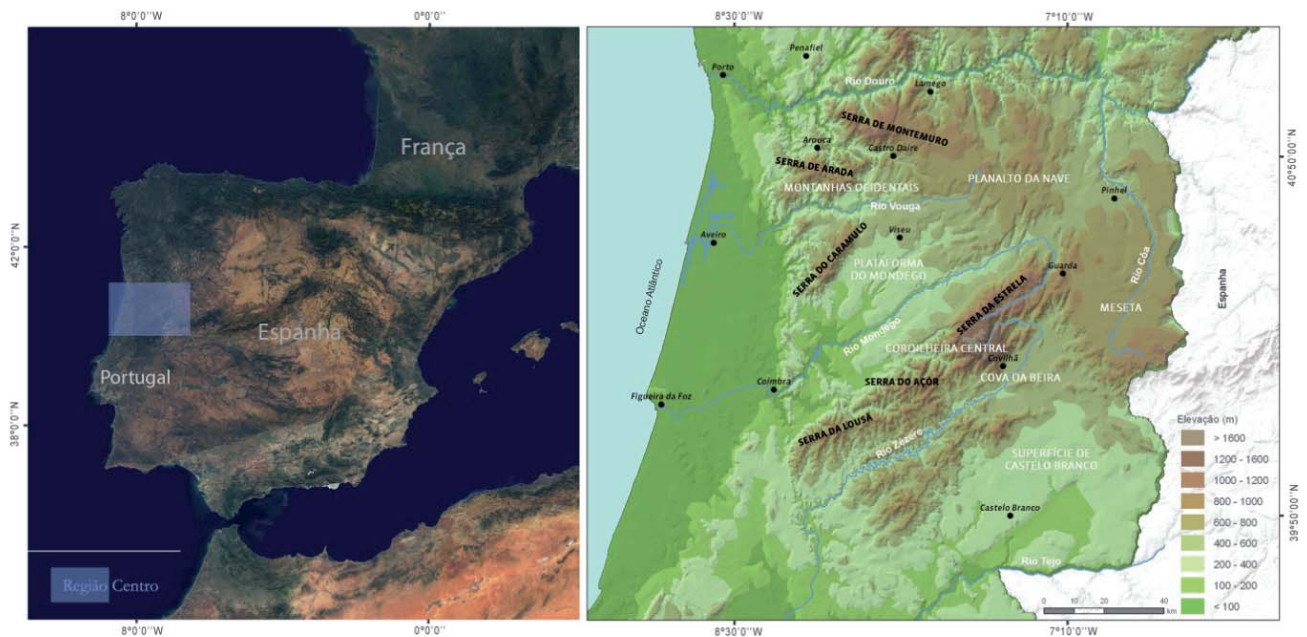 8°0'0''W
0°0'0''
42°0'0''N
38°0'0''N
França
Espanha
Portugal
Região Centro
8°0'0''W
0°0'0''
8°30'0''W
7°10'0''W
Penafiel
Porto
Rio Douro
Lamego
SERRA DE MONTEMURO
Arouca
Castro Daire
SERRA DE ARADA
MONTANHAS OCIDENTAIS
PLANALTO DA NAVE
40°50'00''N
Pinhel
Rio Vouga
Viseu
Aveiro
SERRA DO CARAMULO
PLATAFORMA
DO MONDEGO
Guarda
Rio Côa
Oceano Atlântico
Espanha
SERRA DA ESTRELA
MESETA
Rio Mondego
CORDILHEIRA CENTRAL
Covilhã
COVA DA BEIRA
Coimbra
SERRA DO AÇOR
Figueira da Foz
SERRA DA LOUSÃ
Rio Zêzere
SUPERFÍCIE DE
CASTELO BRANCO
Castelo Branco
39°50'00''N
Rio Tejo
Elevação (m)
> 1600
1200 - 1600
1000 - 1200
800 - 1000
600 - 800
400 - 600
200 - 400
100 - 200
< 100
0 10 20 40
km
8°30'0''W
7°10'0''W